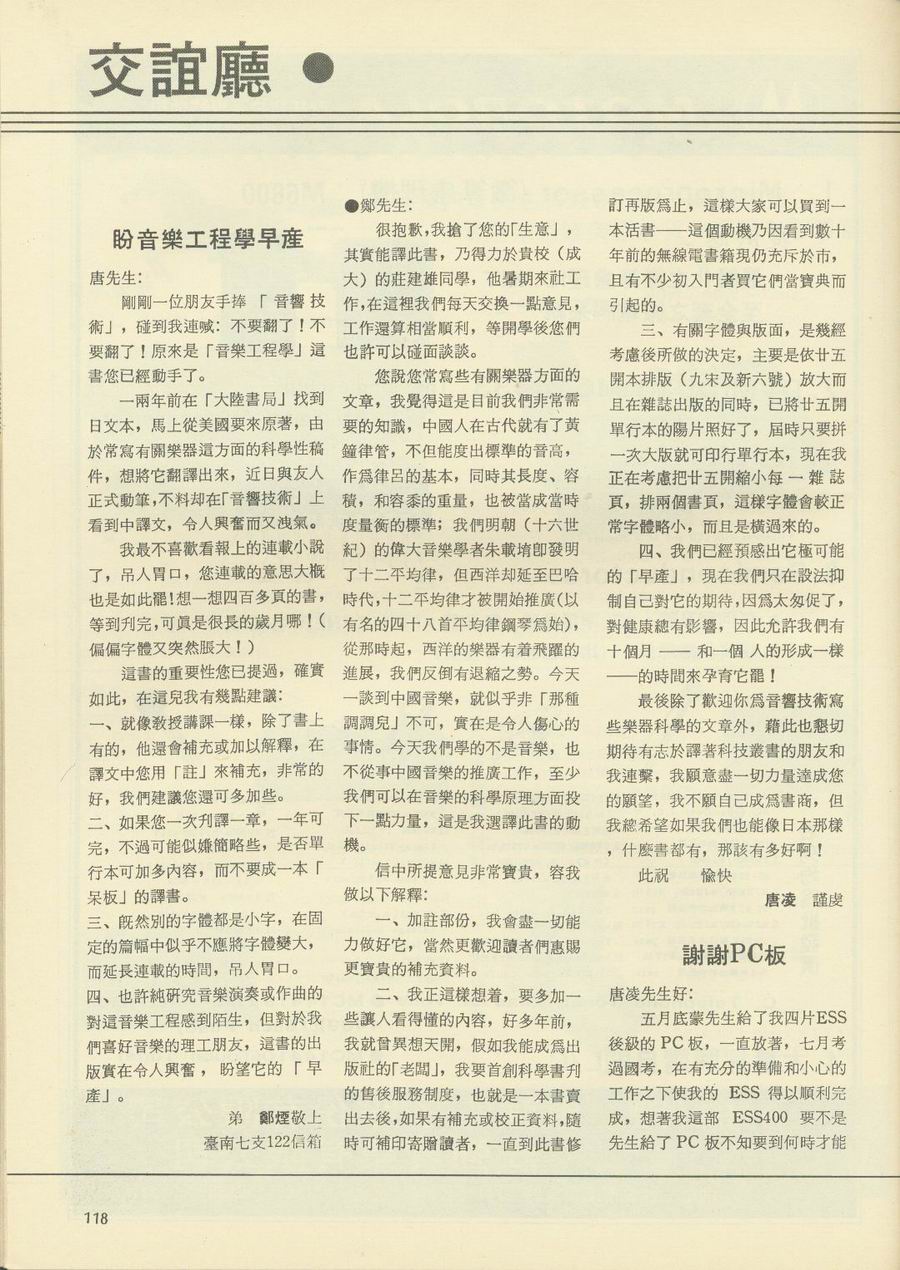 交誼廳 ●
盼音樂工程學早產
唐先生：
剛剛一位朋友手捧「音響技
術」，碰到我連喊：不要翻了！不
要翻了！原來是「音樂工程學」這
書您已經動手了。
一兩年前在「大陸書局」找到
日文本，馬上從美國要來原著，由
於常寫有關樂器這方面的科學性稿
件，想將它翻譯出來，近日與友人
正式動筆，不料却在「音響技術」上
看到中譯文，令人興奮而又洩氣。
我最不喜歡看報上的連載小說
了，吊人胃口，您連載的意思大概
也是如此罷！想一想四百多頁的書，
等到刋完，可眞是很長的歲月哪！（
偏偏字體又突然脹大！）
這書的重要性您已提過，確實
如此，在這兒我有幾點建議：
一、就像敎授講課一樣，除了書上
有的，他還會補充或加以解釋，在
譯文中您用「註」來補充，非常的
好，我們建議您還可多加些。
二、如果您一次刋譯一章，一年可
完，不過可能似嫌簡略些，是否單
行本可加多內容，而不要成一本「
呆板」的譯書。
三、旣然別的字體都是小字，在固
定的篇幅中似乎不應將字體變大，
而延長連載的時間，吊人胃口。
四、也許純硏究音樂演奏或作曲的
對這音樂工程感到陌生，但對於我
們喜好音樂的理工朋友，這書的出
版實在令人興奮，盼望它的「早
產」。
弟　鄭煙敬上
臺南七支122信箱
●鄭先生：
很抱歉，我搶了您的「生意」，
其實能譯此書，乃得力於貴校（成
大）的莊建雄同學，他暑期來社工
作，在這裡我們每天交換一點意見，
工作還算相當順利，等開學後您們
也許可以碰面談談。
您說您常寫些有關樂器方面的
文章，我覺得這是目前我們非常需
要的知識，中國人在古代就有了黃
鐘律管，不但能度出標準的音高，
作爲律呂的基本，同時其長度、容
積，和容黍的重量，也被當成當時
度量衡的標準；我們明朝（十六世
紀）的偉大音樂學者朱載堉卽發明
了十二平均律，但西洋却延至巴哈
時代，十二平均律才被開始推廣（以
有名的四十八首平均律鋼琴爲始），
從那時起，西洋的樂器有着飛躍的
進展，我們反倒有退縮之勢。今天
一談到中國音樂，就似乎非「那種
調調兒」不可，實在是令人傷心的
事情。今天我們學的不是音樂，也
不從事中國音樂的推廣工作，至少
我們可以在音樂的科學原理方面投
下一點力量，這是我選譯此書的動
機。
信中所提意見非常寶貴，容我
做以下解釋：
一、加註部份，我會盡一切能
力做好它，當然更歡迎讀者們惠賜
更寶貴的補充資料。
二、我正這樣想着，要多加一
些讓人看得懂的內容，好多年前，
我就曾異想天開，假如我能成爲出
版社的「老闆」，我要首創科學書刋
的售後服務制度，也就是一本書賣
出去後，如果有補充或校正資料，隨
時可補印寄贈讀者，一直到此書修
訂再版爲止，這樣大家可以買到一
本活書——這個動機乃因看到數十
年前的無線電書籍現仍充斥於市，
且有不少初入門者買它們當寶典而
引起的。
三、有關字體與版面，是幾經
考慮後所做的決定，主要是依廿五
開本排版（九宋及新六號）放大而
且在雜誌出版的同時，已將廿五開
單行本的陽片照好了，屆時只要拼
一次大版就可印行單行本，現在我
正在考慮把廿五開縮小每一雜誌
頁，排兩個書頁，這樣字體會較正
常字體略小，而且是橫過來的。
四、我們已經預感出它極可能
的「早產」，現在我們只在設法抑
制自己對它的期待，因爲太匆促了，
對健康總有影響，因此允許我們有
十個月——和一個人的形成一樣
——的時間來孕育它罷！
最後除了歡迎你爲音響技術寫
些樂器科學的文章外，藉此也懇切
期待有志於譯著科技叢書的朋友和
我連繫，我願意盡一切力量達成您
的願望，我不願自己成爲書商，但
我總希望如果我們也能像日本那樣
，什麼書都有，那該有多好啊！
此祝　愉快
唐凌　謹虔
謝謝PC板
唐凌先生好：
五月底蒙先生給了我四片ESS
後級的 PC 板，一直放著，七月考
過國考，在有充分的準備和小心的
工作之下使我的 ESS 得以順利完
成，想著我這部 ESS400 要不是
先生給了 PC 板不知要到何時才能
118